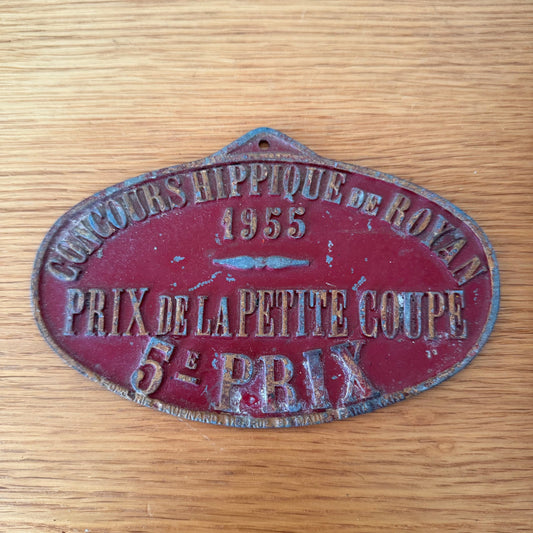 CONCOURS HIPPIQUE DE ROYAN
1955
PRIX DE LA PETITE COUPE
5E PRIX